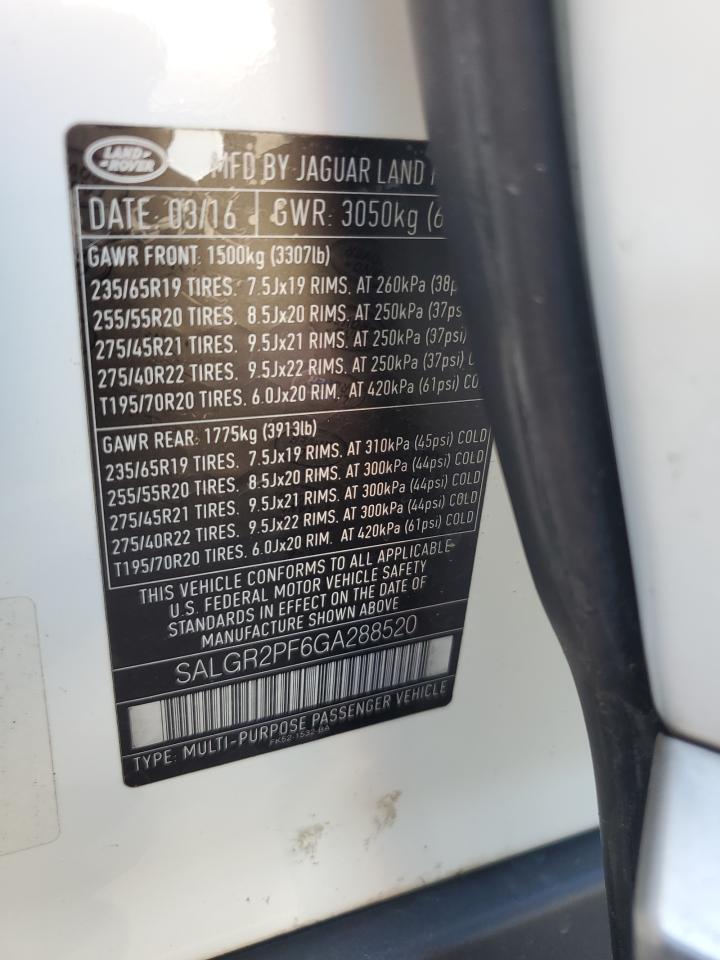 LAND-
-ROVER
MFD BY JAGUAR LAND
DATE: 03/16 GWR: 3050kg (6
GAWR FRONT: 1500kg (3307lb)
235/65R19 TIRES. 7.5Jx19 RIMS. AT 260kPa (38p
255/55R20 TIRES. 8.5Jx20 RIMS. AT 250kPa (37ps
275/45R21 TIRES. 9.5Jx21 RIMS. AT 250kPa (37psi)
275/40R22 TIRES. 9.5Jx22 RIMS. AT 250kPa (37psi) C
T195/70R20 TIRES. 6.0Jx20 RIM. AT 420kPa (61psi) CO
GAWR REAR: 1775kg (3913lb)
235/65R19 TIRES. 7.5Jx19 RIMS. AT 310kPa (45psi) COLD
255/55R20 TIRES. 8.5Jx20 RIMS. AT 300kPa (44psi) COLD
275/45R21 TIRES. 9.5Jx21 RIMS. AT 300kPa (44psi) COLD
275/40R22 TIRES. 9.5Jx22 RIMS. AT 300kPa (44psi) COLD
T195/70R20 TIRES. 6.0Jx20 RIM. AT 420kPa (61psi) COLD
THIS VEHICLE CONFORMS TO ALL APPLICABLE
U.S. FEDERAL MOTOR VEHICLE SAFETY
STANDARDS IN EFFECT ON THE DATE OF
MANUFACTURE SHOWN ABOVE
SALGR2PF6GA288520
TYPE: MULTI-PURPOSE PASSENGER VEHICLE
FK52-1532-BA